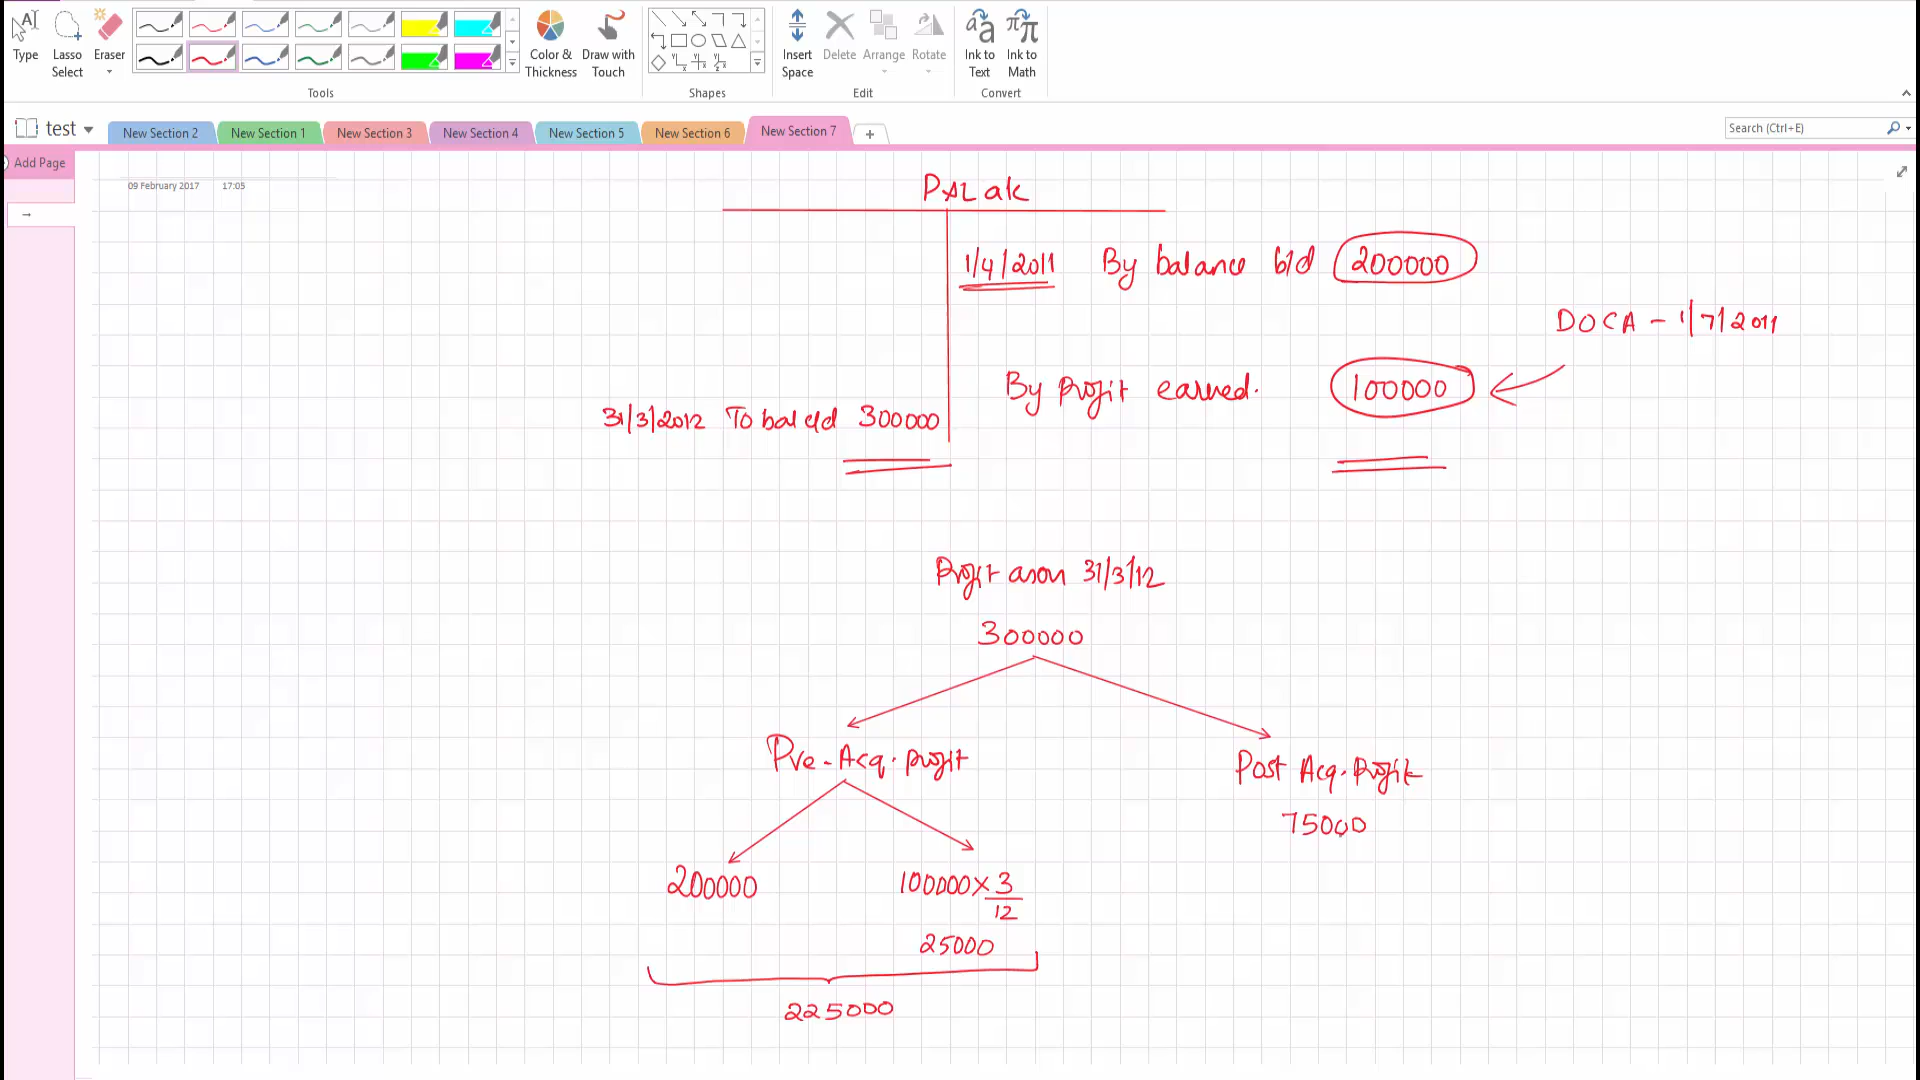 Type
Lasso Select
Eraser
Color & Thickness
Draw with Touch
Insert Space
Delete
Arrange
Rotate
Ink to Text
Ink to Math
Tools
Shapes
Edit
Convert
test
New Section 2
New Section 1
New Section 3
New Section 4
New Section 5
New Section 6
New Section 7
Search (Ctrl+E)
Add Page
09 February 2017 17:05
PALak
1/4/2011 By balance b/d 200000
DOCA - 1/7/2011
By Profit earned. 100000
31/3/2012 To bal c/d 300000
Profit as on 31/3/12
300000
Pre-Acq. Profit
Post Acq. Profit
75000
200000
100000 × 3/12
25000
225000